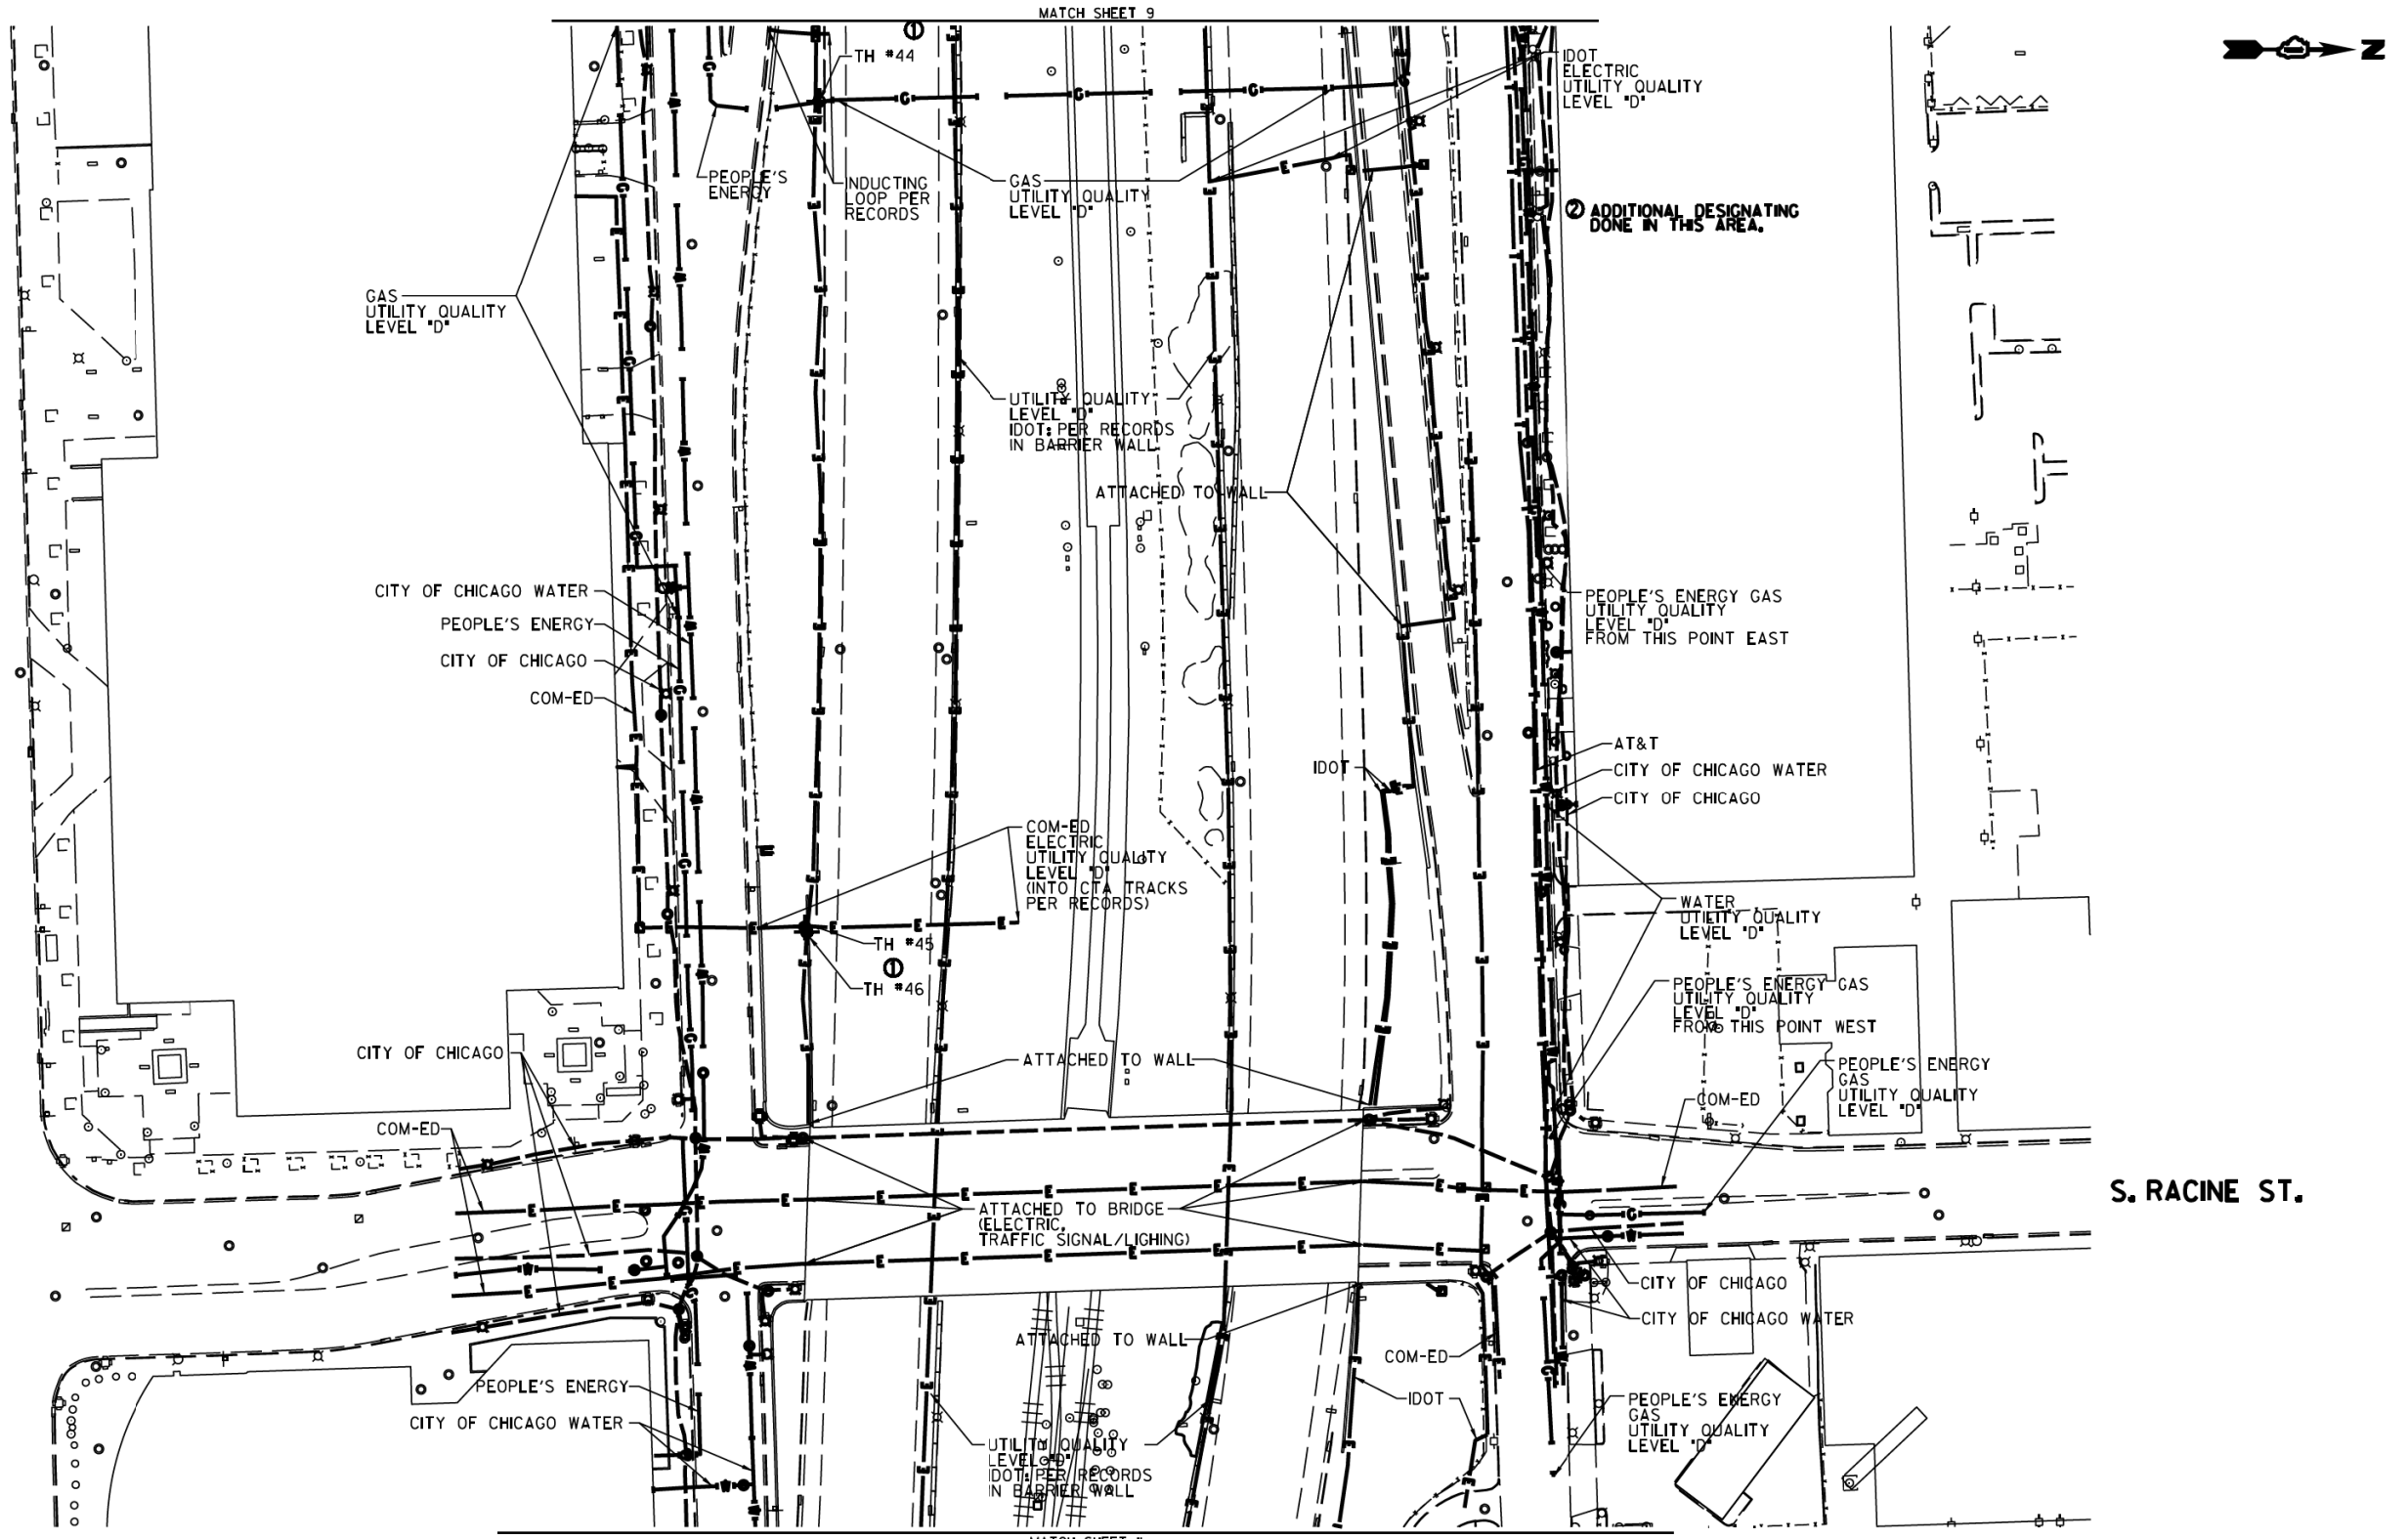 MATCH SHEET 9
①
TH #44
IDOT
ELECTRIC
UTILITY QUALITY
LEVEL "D"
N
PEOPLE'S
ENERGY
INDUCTING
LOOP PER
RECORDS
GAS
UTILITY QUALITY
LEVEL "D"
② ADDITIONAL DESIGNATING
DONE IN THIS AREA.
GAS
UTILITY QUALITY
LEVEL "D"
UTILITY QUALITY
LEVEL "D"
IDOT: PER RECORDS
IN BARRIER WALL
ATTACHED TO WALL
CITY OF CHICAGO WATER
PEOPLE'S ENERGY
CITY OF CHICAGO
COM-ED
PEOPLE'S ENERGY GAS
UTILITY QUALITY
LEVEL "D"
FROM THIS POINT EAST
AT&T
CITY OF CHICAGO WATER
CITY OF CHICAGO
IDOT
COM-ED
ELECTRIC
UTILITY QUALITY
LEVEL "D"
(INTO CTA TRACKS
PER RECORDS)
WATER
UTILITY QUALITY
LEVEL "D"
TH #45
①
TH #46
PEOPLE'S ENERGY GAS
UTILITY QUALITY
LEVEL "D"
FROM THIS POINT WEST
CITY OF CHICAGO
ATTACHED TO WALL
PEOPLE'S ENERGY
GAS
UTILITY QUALITY
LEVEL "D"
COM-ED
COM-ED
S. RACINE ST.
ATTACHED TO BRIDGE
(ELECTRIC,
TRAFFIC SIGNAL/LIGHING)
CITY OF CHICAGO
CITY OF CHICAGO WATER
ATTACHED TO WALL
COM-ED
PEOPLE'S ENERGY
IDOT
CITY OF CHICAGO WATER
PEOPLE'S ENERGY
GAS
UTILITY QUALITY
LEVEL "D"
UTILITY QUALITY
LEVEL "D"
IDOT: PER RECORDS
IN BARRIER WALL
MATCH SHEET